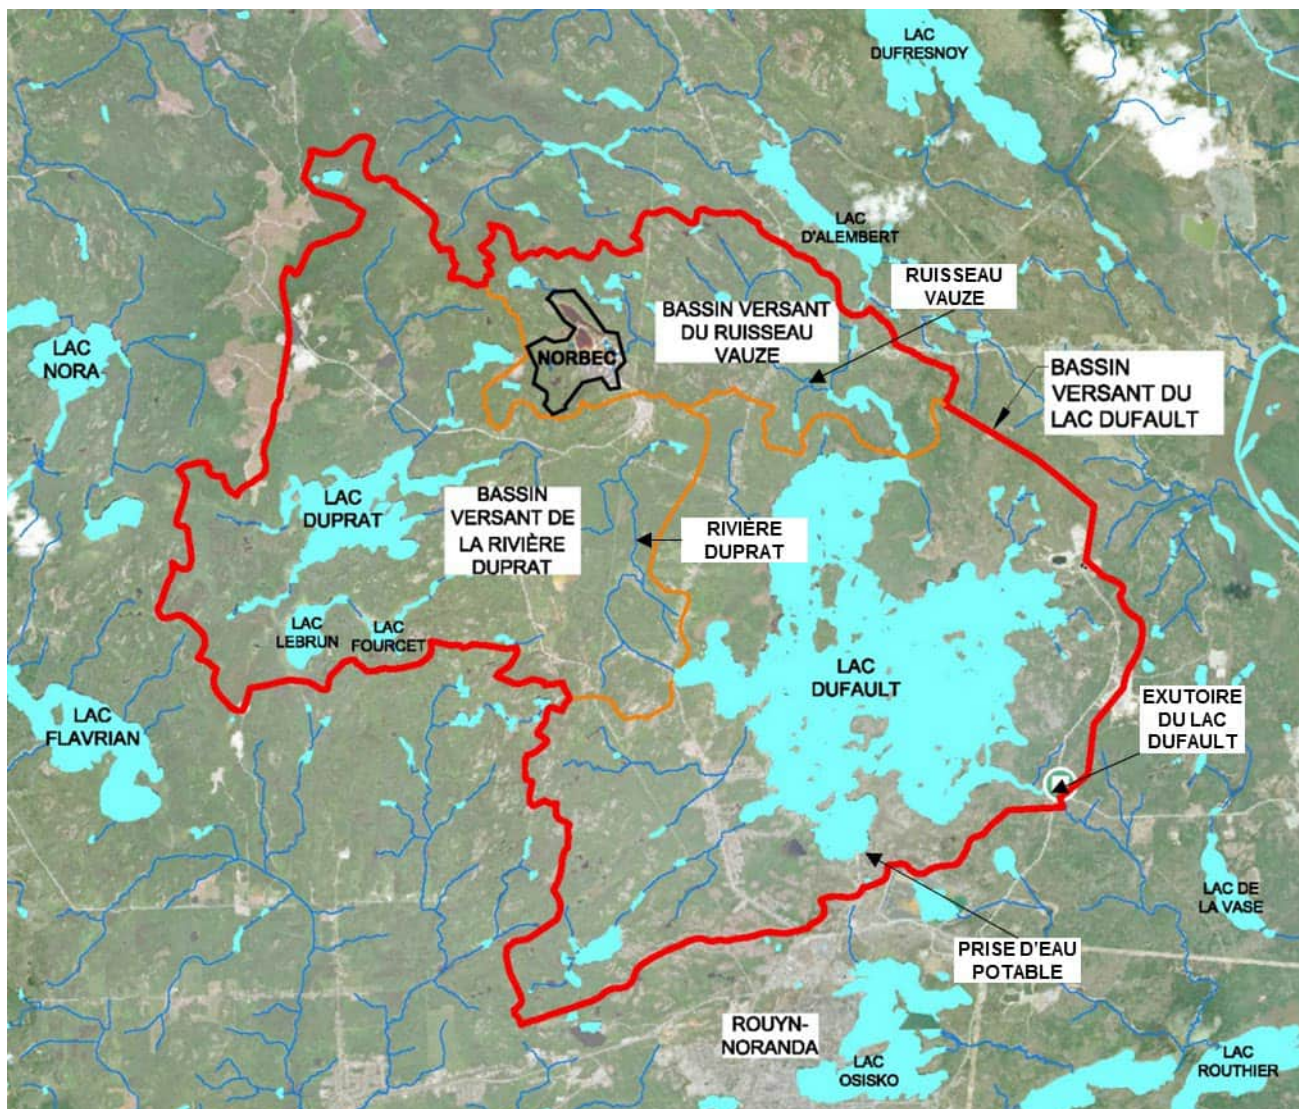 LAC
DUFRESNOY
LAC
D'ALEMBERT
RUISSEAU
VAUZE
BASSIN VERSANT
DU RUISSEAU
VAUZE
NORBEC
LAC
NORA
BASSIN
VERSANT DU
LAC DUFAULT
LAC
DUPRAT
BASSIN
VERSANT DE
LA RIVIÈRE
DUPRAT
RIVIÈRE
DUPRAT
LAC
LEBRUN
LAC
FOURCET
LAC
DUFAULT
LAC
FLAVRIAN
EXUTOIRE
DU LAC
DUFAULT
LAC DE
LA VASE
PRISE D'EAU
POTABLE
ROUYN-
NORANDA
LAC
OSISKO
LAC
ROUTHIER